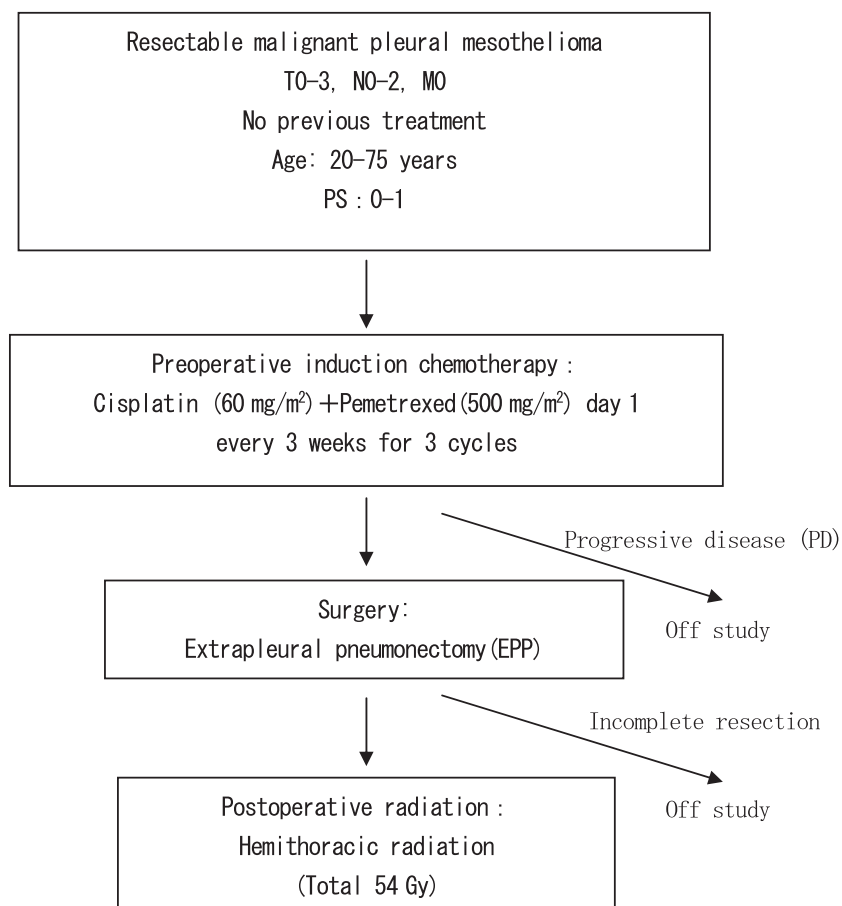 Resectable malignant pleural mesothelioma
T0-3, N0-2, M0
No previous treatment
Age: 20-75 years
PS : 0-1
Preoperative induction chemotherapy :
Cisplatin (60 mg/m²)+Pemetrexed(500 mg/m²) day 1
every 3 weeks for 3 cycles
Progressive disease (PD)
Off study
Surgery:
Extrapleural pneumonectomy(EPP)
Incomplete resection
Off study
Postoperative radiation :
Hemithoracic radiation
(Total 54 Gy)